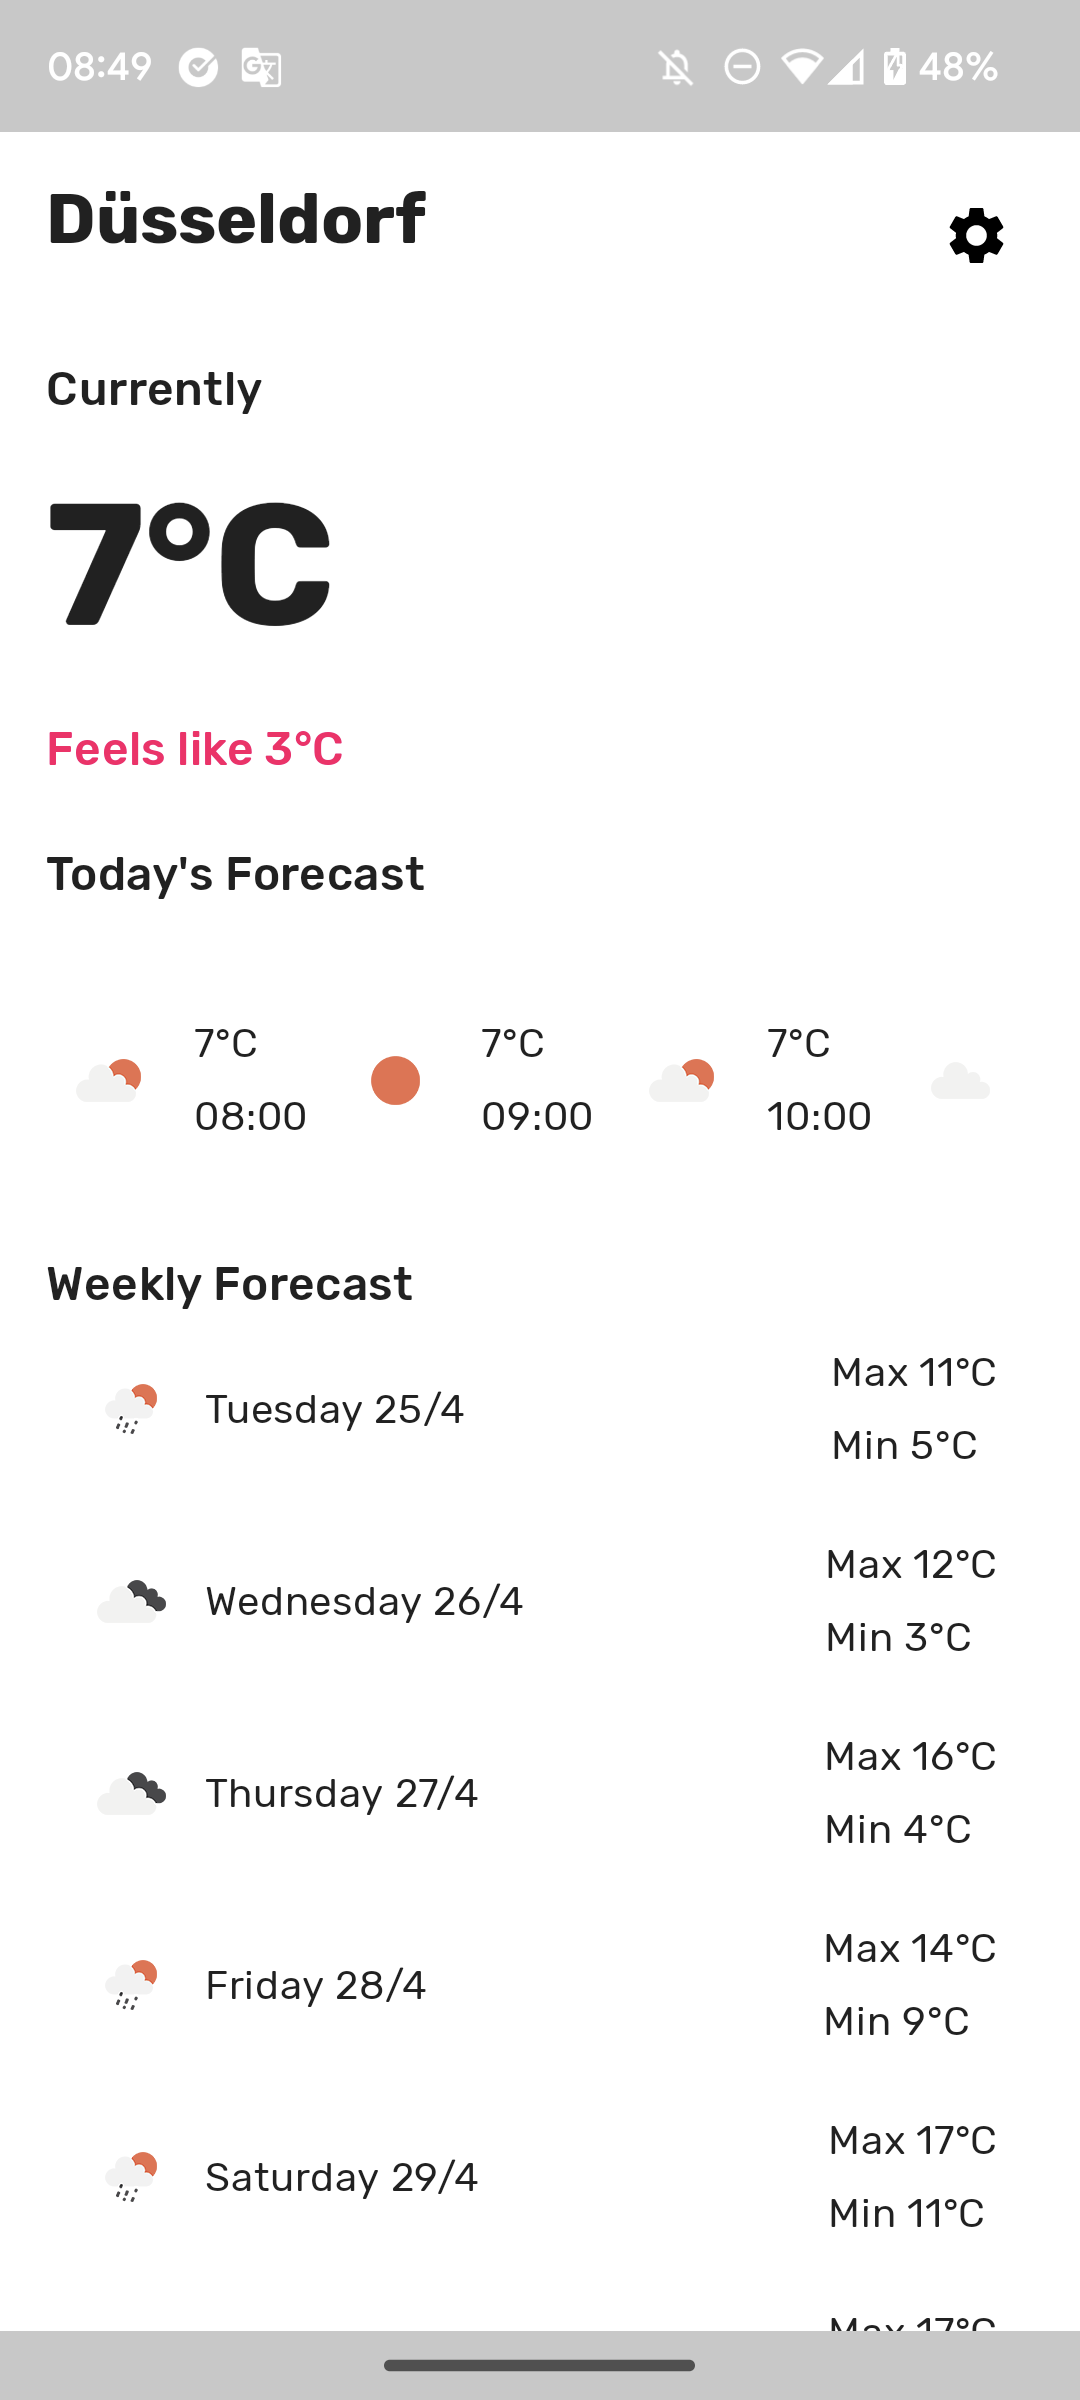 08:49 48%
Düsseldorf
Currently
7°C
Feels like 3°C
Today's Forecast
7°C 7°C 7°C
08:00 09:00 10:00
Weekly Forecast
Tuesday 25/4
Max 11°C
Min 5°C
Wednesday 26/4
Max 12°C
Min 3°C
Thursday 27/4
Max 16°C
Min 4°C
Friday 28/4
Max 14°C
Min 9°C
Saturday 29/4
Max 17°C
Min 11°C
Max 17°C